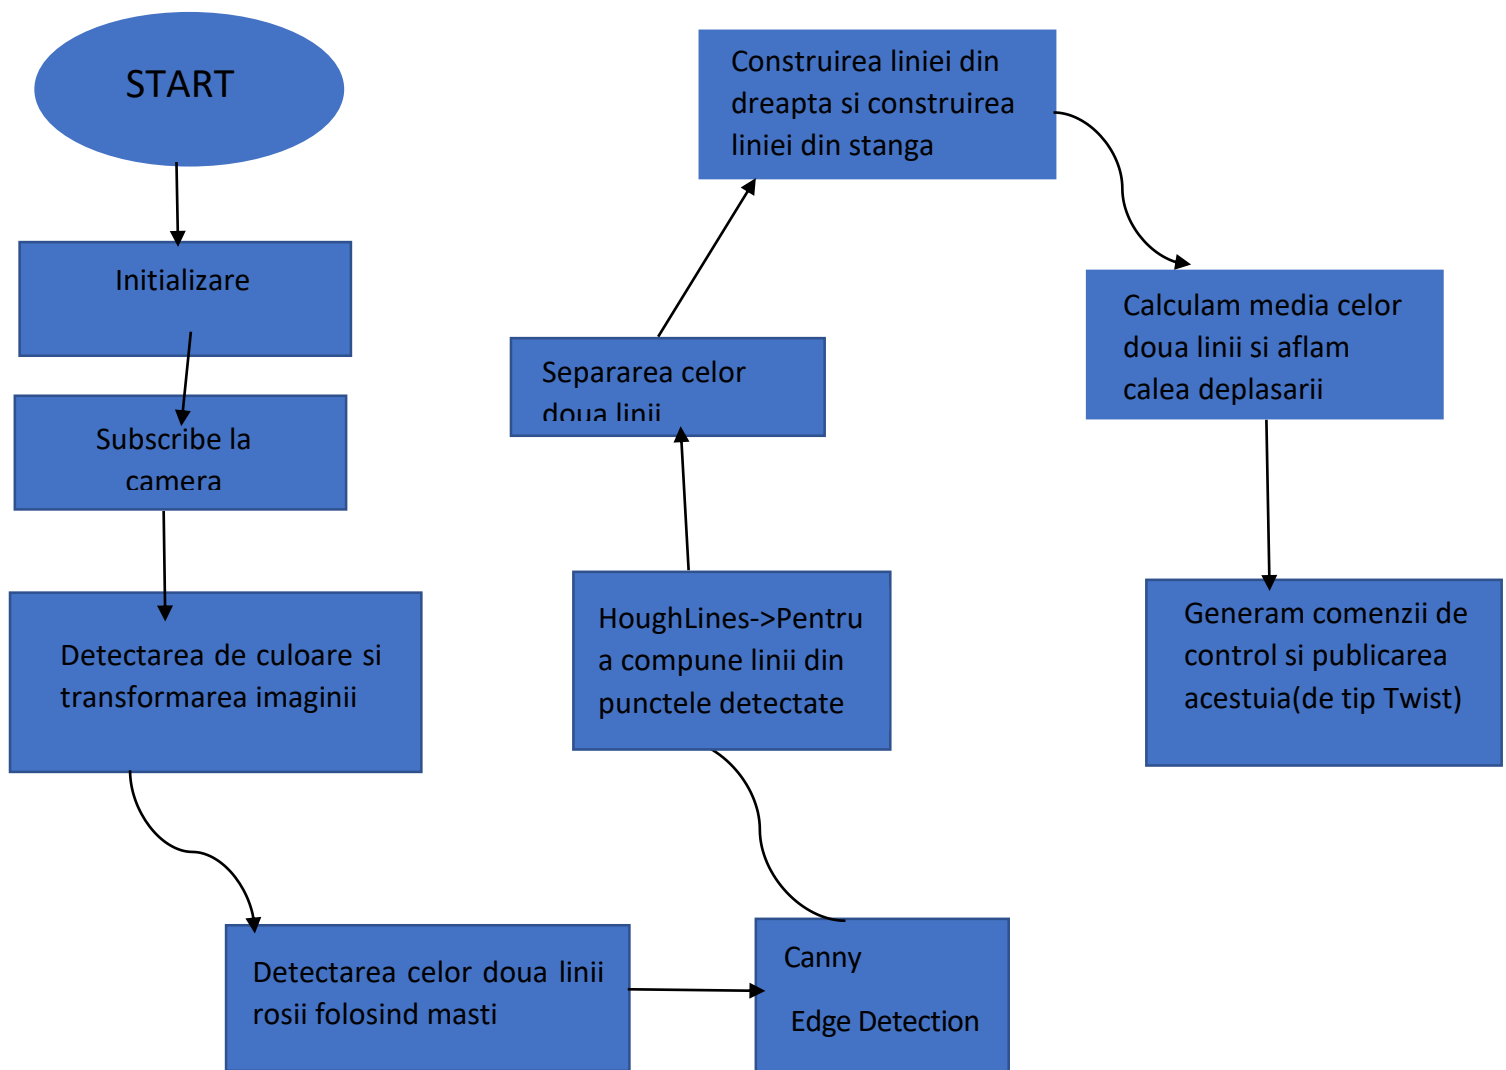 START
Initializare
Subscribe la
camera
Detectarea de culoare si
transformarea imaginii
Detectarea celor doua linii
rosii folosind masti
Canny
Edge Detection
HoughLines->Pentru
a compune linii din
punctele detectate
Separarea celor
doua linii
Construirea liniei din
dreapta si construirea
liniei din stanga
Calculam media celor
doua linii si aflam
calea deplasarii
Generam comenzii de
control si publicarea
acestuia(de tip Twist)